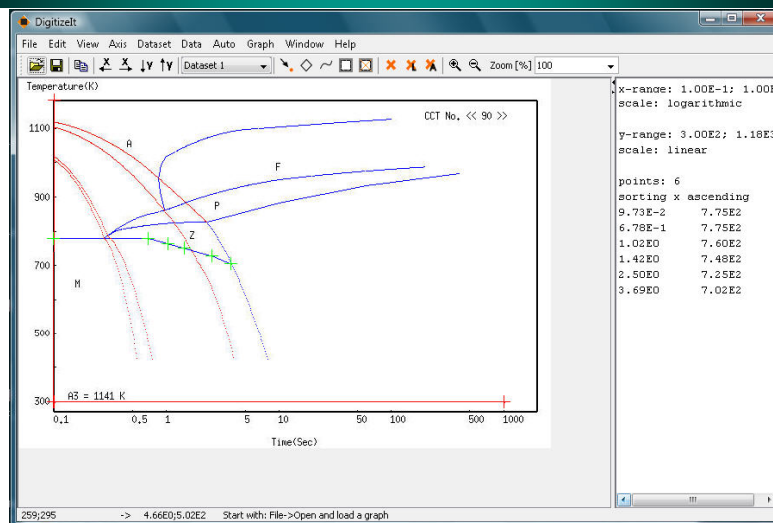 DigitizeIt
File Edit View Axis Dataset Data Auto Graph Window Help
Dataset 1 Zoom [%] 100
Temperature(K)
CCT No. << 90 >>
1100
A
F
900
P
Z
700
M
500
A3 = 1141 K
300
0.1 0.5 1 5 10 50 100 500 1000
Time(Sec)
x-range: 1.00E-1; 1.00E
scale: logarithmic
y-range: 3.00E2; 1.18E3
scale: linear
points: 6
sorting x ascending
9.73E-2 7.75E2
6.78E-1 7.75E2
1.02E0 7.60E2
1.42E0 7.48E2
2.50E0 7.25E2
3.69E0 7.02E2
259;295 -> 4.66E0;5.02E2 Start with: File->Open and load a graph